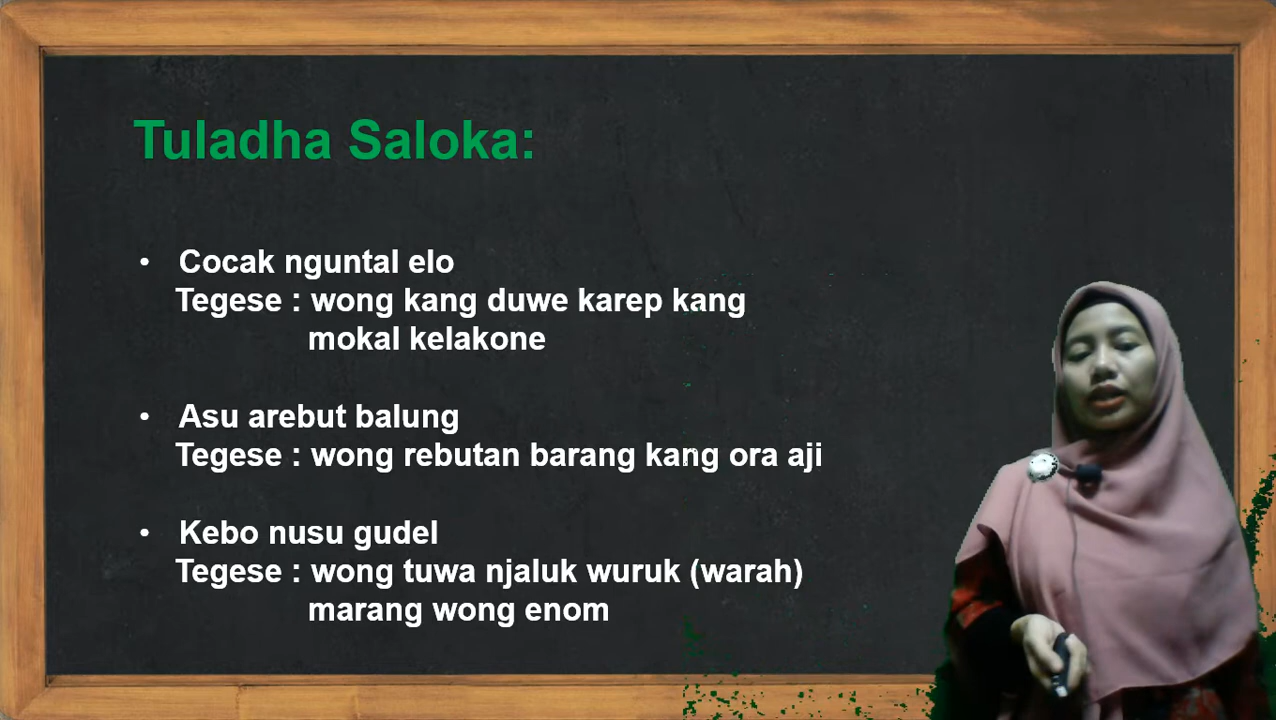 Tuladha Saloka:
• Cocak nguntal elo
Tegese : wong kang duwe karep kang
mokal kelakone
• Asu arebut balung
Tegese : wong rebutan barang kang ora aji
• Kebo nusu gudel
Tegese : wong tuwa njaluk wuruk (warah)
marang wong enom